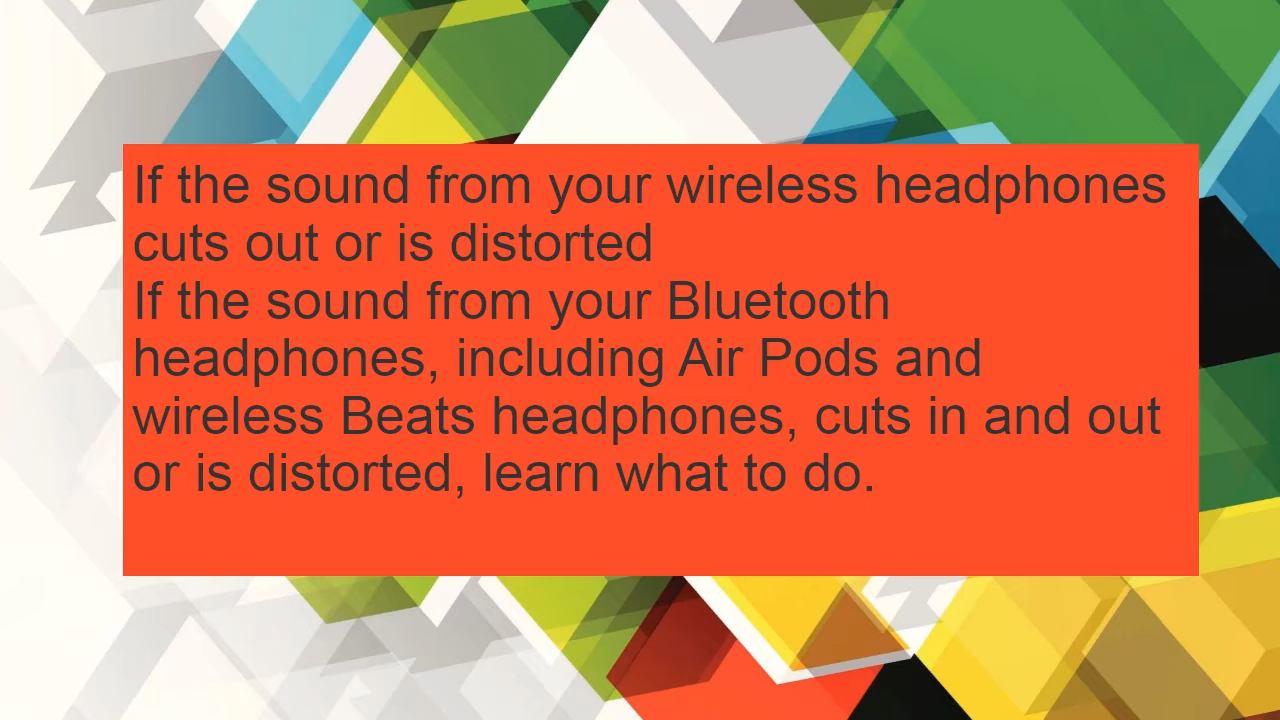 If the sound from your wireless headphones
cuts out or is distorted
If the sound from your Bluetooth
headphones, including Air Pods and
wireless Beats headphones, cuts in and out
or is distorted, learn what to do.